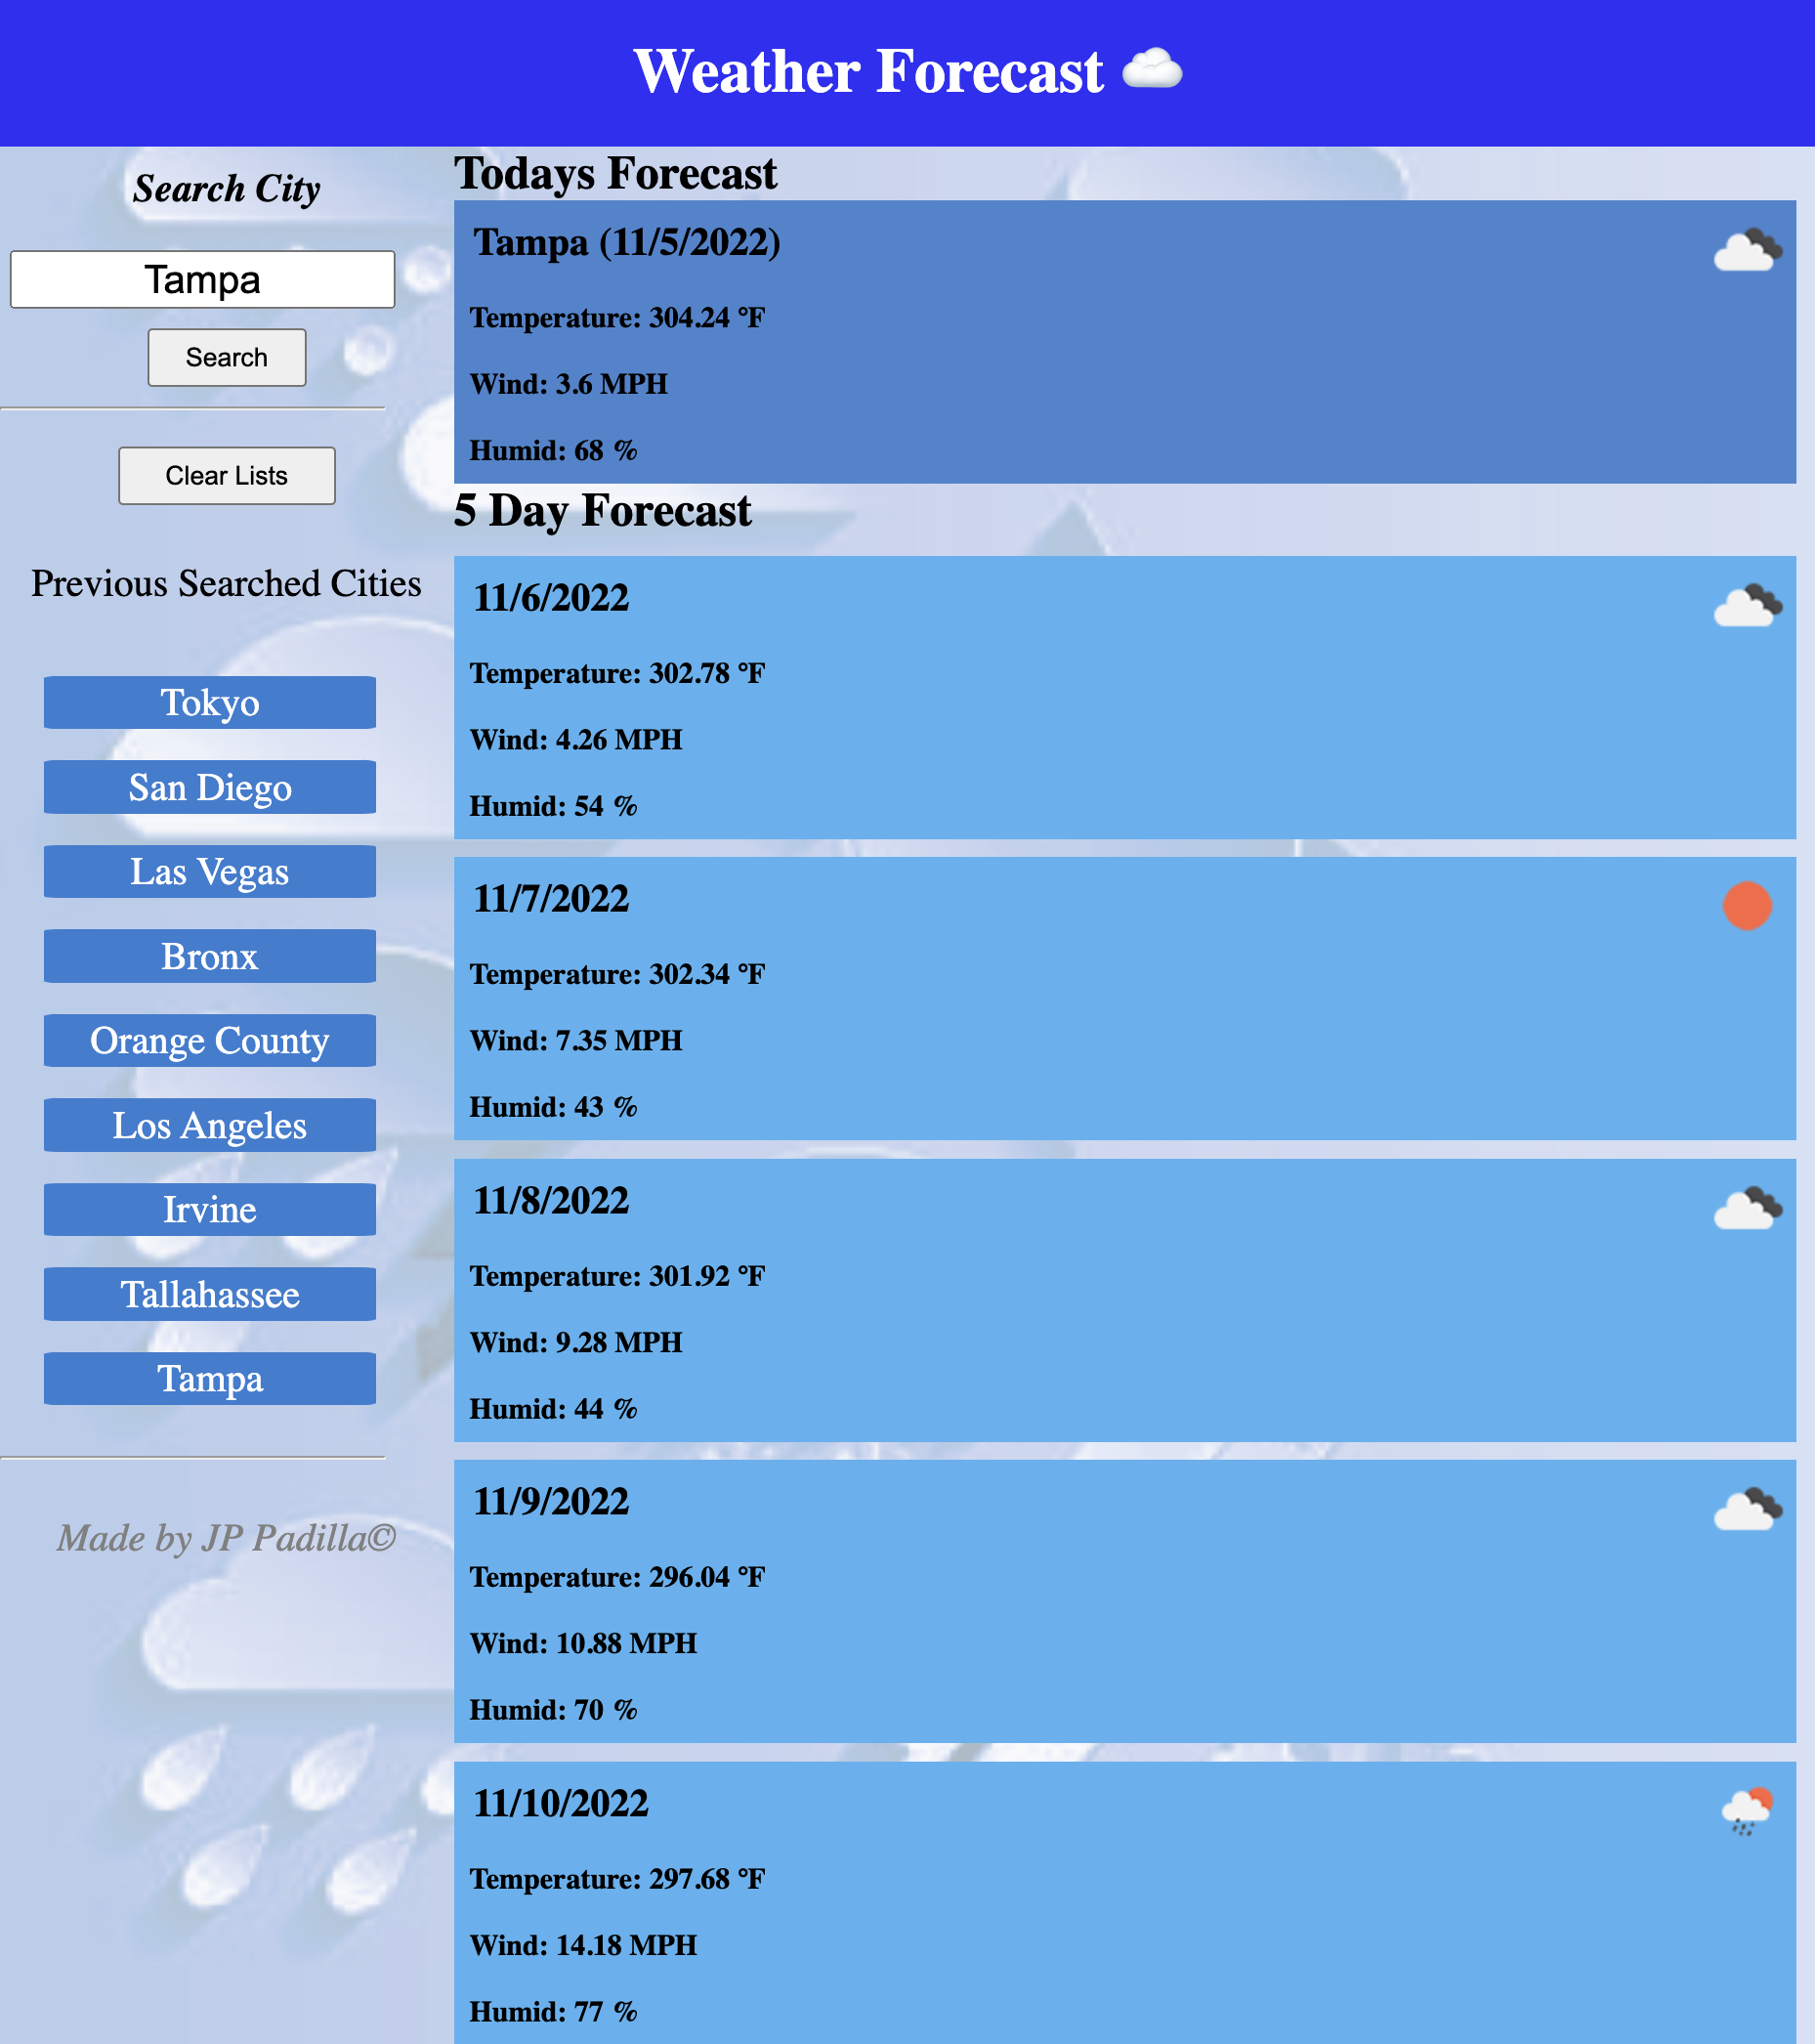 Weather Forecast
Search City
Tampa
Search
Clear Lists
Previous Searched Cities
Tokyo
San Diego
Las Vegas
Bronx
Orange County
Los Angeles
Irvine
Tallahassee
Tampa
Made by JP Padilla©
Todays Forecast
Tampa (11/5/2022)
Temperature: 304.24 °F
Wind: 3.6 MPH
Humid: 68 %
5 Day Forecast
11/6/2022
Temperature: 302.78 °F
Wind: 4.26 MPH
Humid: 54 %
11/7/2022
Temperature: 302.34 °F
Wind: 7.35 MPH
Humid: 43 %
11/8/2022
Temperature: 301.92 °F
Wind: 9.28 MPH
Humid: 44 %
11/9/2022
Temperature: 296.04 °F
Wind: 10.88 MPH
Humid: 70 %
11/10/2022
Temperature: 297.68 °F
Wind: 14.18 MPH
Humid: 77 %